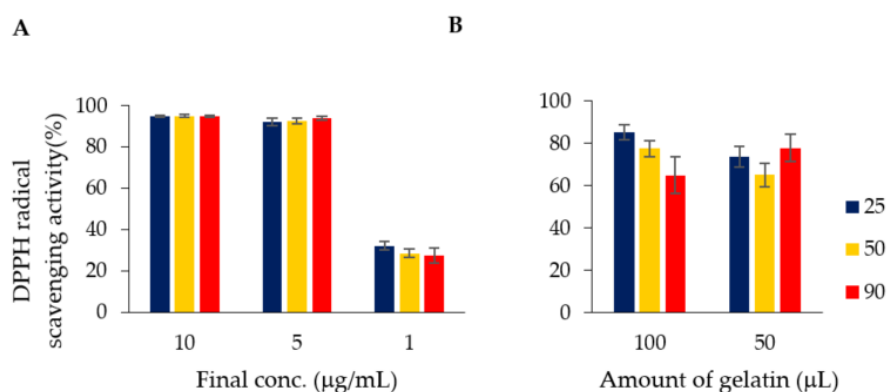 A
B
DPPH radical
scavenging activity(%)
100
80
60
40
20
0
10 5 1
Final conc. (μg/mL)
100
80
60
40
20
0
100 50
Amount of gelatin (μL)
25
50
90